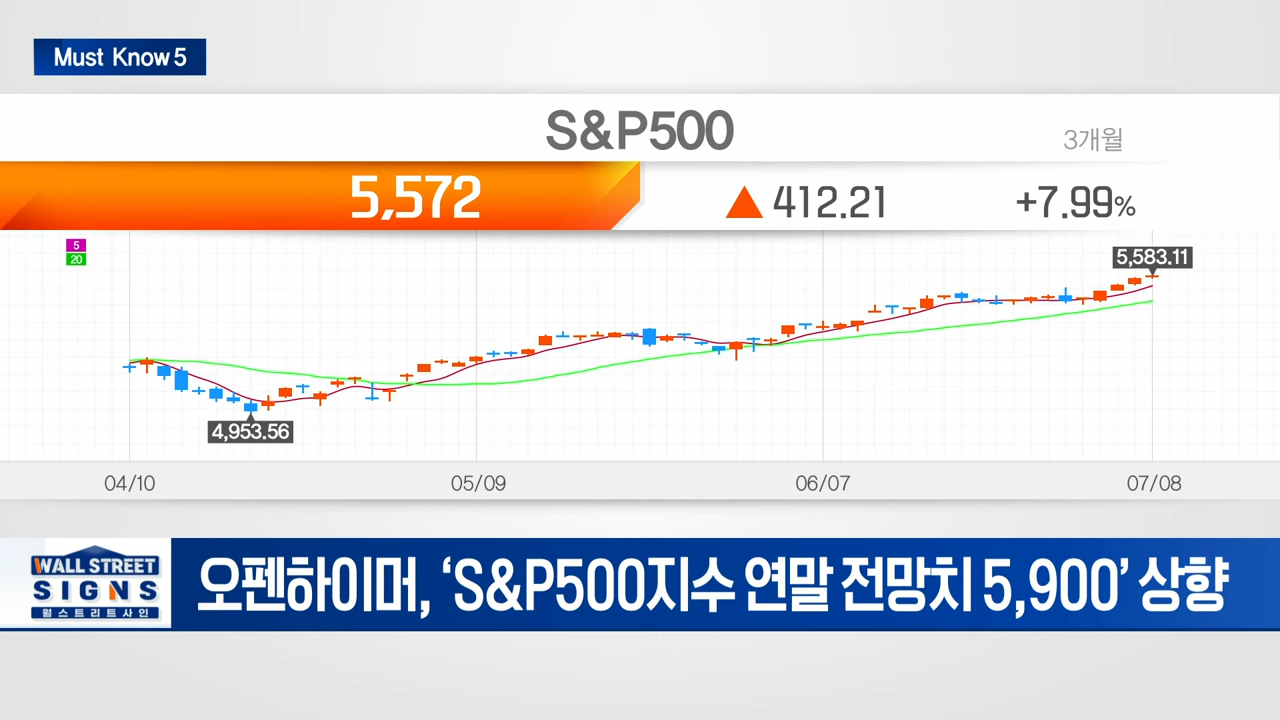 Must Know 5
S&P500
3개월
5,572
▲ 412.21
+7.99%
5
20
5,583.11
4,953.56
04/10
05/09
06/07
07/08
WALL STREET
SIGNS
월스트리트사인
오펜하이머, ‘S&P500지수 연말 전망치 5,900’ 상향